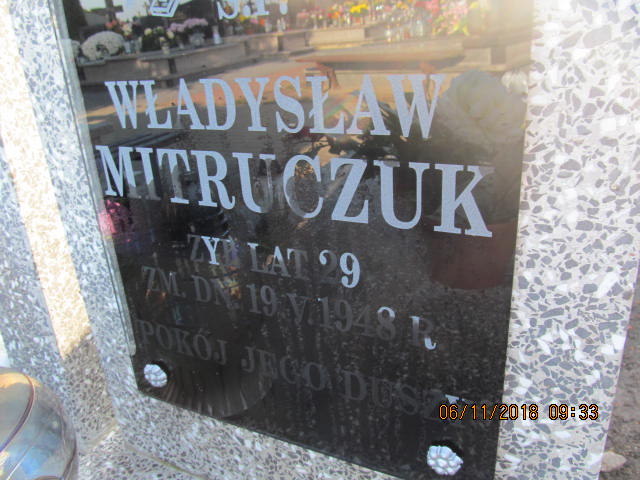 Ś.P.
WŁADYSŁAW
MITRUCZUK
ŻYŁ LAT 29
ZM. DN. 19.V.1948 R.
POKÓJ JEGO DUSZY
06/11/2018 09:33